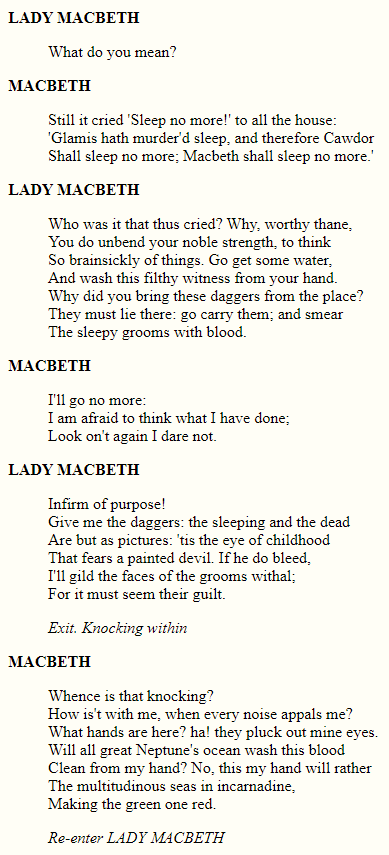 LADY MACBETH
What do you mean?
MACBETH
Still it cried 'Sleep no more!' to all the house:
'Glamis hath murder'd sleep, and therefore Cawdor
Shall sleep no more; Macbeth shall sleep no more.'
LADY MACBETH
Who was it that thus cried? Why, worthy thane,
You do unbend your noble strength, to think
So brainsickly of things. Go get some water,
And wash this filthy witness from your hand.
Why did you bring these daggers from the place?
They must lie there: go carry them; and smear
The sleepy grooms with blood.
MACBETH
I'll go no more:
I am afraid to think what I have done;
Look on't again I dare not.
LADY MACBETH
Infirm of purpose!
Give me the daggers: the sleeping and the dead
Are but as pictures: 'tis the eye of childhood
That fears a painted devil. If he do bleed,
I'll gild the faces of the grooms withal;
For it must seem their guilt.
Exit. Knocking within
MACBETH
Whence is that knocking?
How is't with me, when every noise appals me?
What hands are here? ha! they pluck out mine eyes.
Will all great Neptune's ocean wash this blood
Clean from my hand? No, this my hand will rather
The multitudinous seas in incarnadine,
Making the green one red.
Re-enter LADY MACBETH